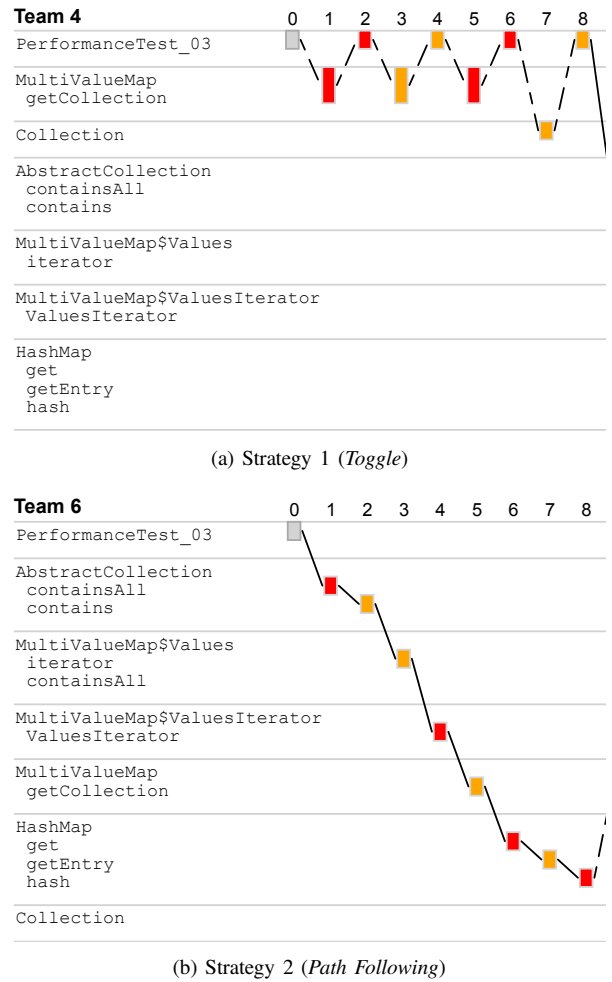 Team 4
0 1 2 3 4 5 6 7 8
PerformanceTest_03
MultiValueMap
getCollection
Collection
AbstractCollection
containsAll
contains
MultiValueMap$Values
iterator
MultiValueMap$ValuesIterator
ValuesIterator
HashMap
get
getEntry
hash
(a) Strategy 1 (Toggle)
Team 6
0 1 2 3 4 5 6 7 8
PerformanceTest_03
AbstractCollection
containsAll
contains
MultiValueMap$Values
iterator
containsAll
MultiValueMap$ValuesIterator
ValuesIterator
MultiValueMap
getCollection
HashMap
get
getEntry
hash
Collection
(b) Strategy 2 (Path Following)